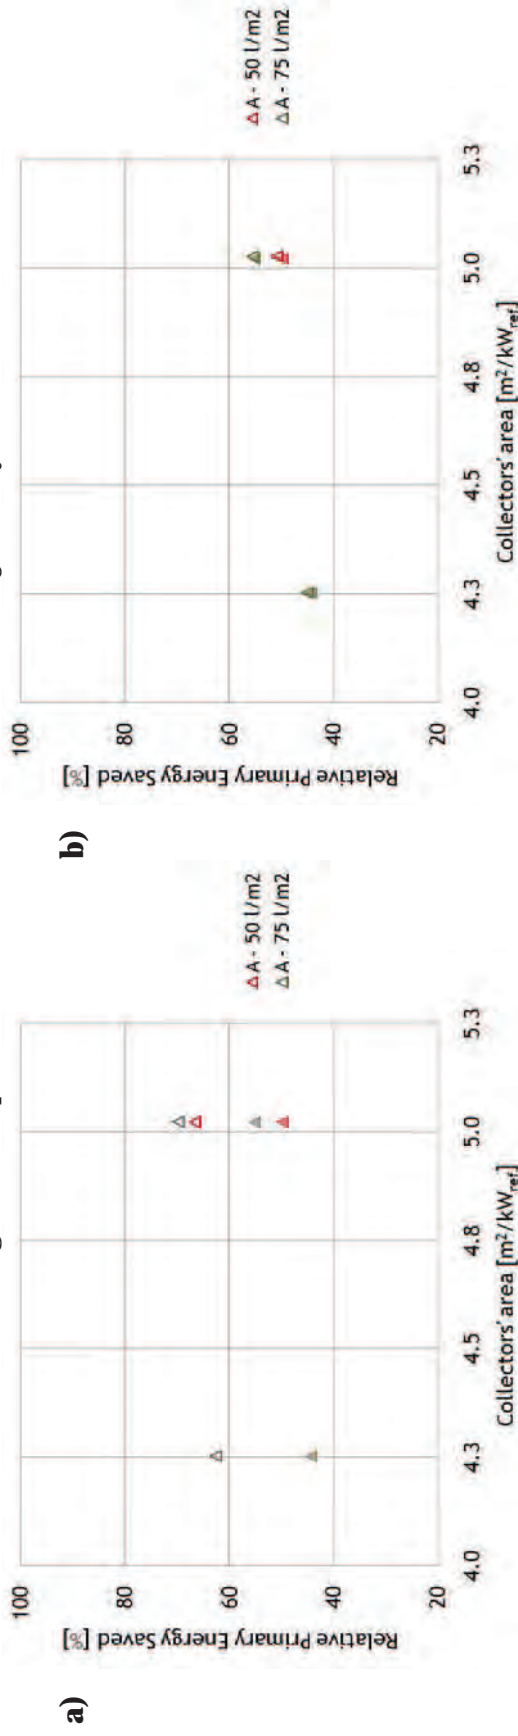 a)
Relative Primary Energy Saved [%]
100
80
60
40
20
4.0
4.3
4.5
4.8
5.0
5.3
Collectors' area [m²/kWref]
A - 50 l/m2
A - 75 l/m2
b)
Relative Primary Energy Saved [%]
100
80
60
40
20
4.0
4.3
4.5
4.8
5.0
5.3
Collectors' area [m²/kWref]
A - 50 l/m2
A - 75 l/m2